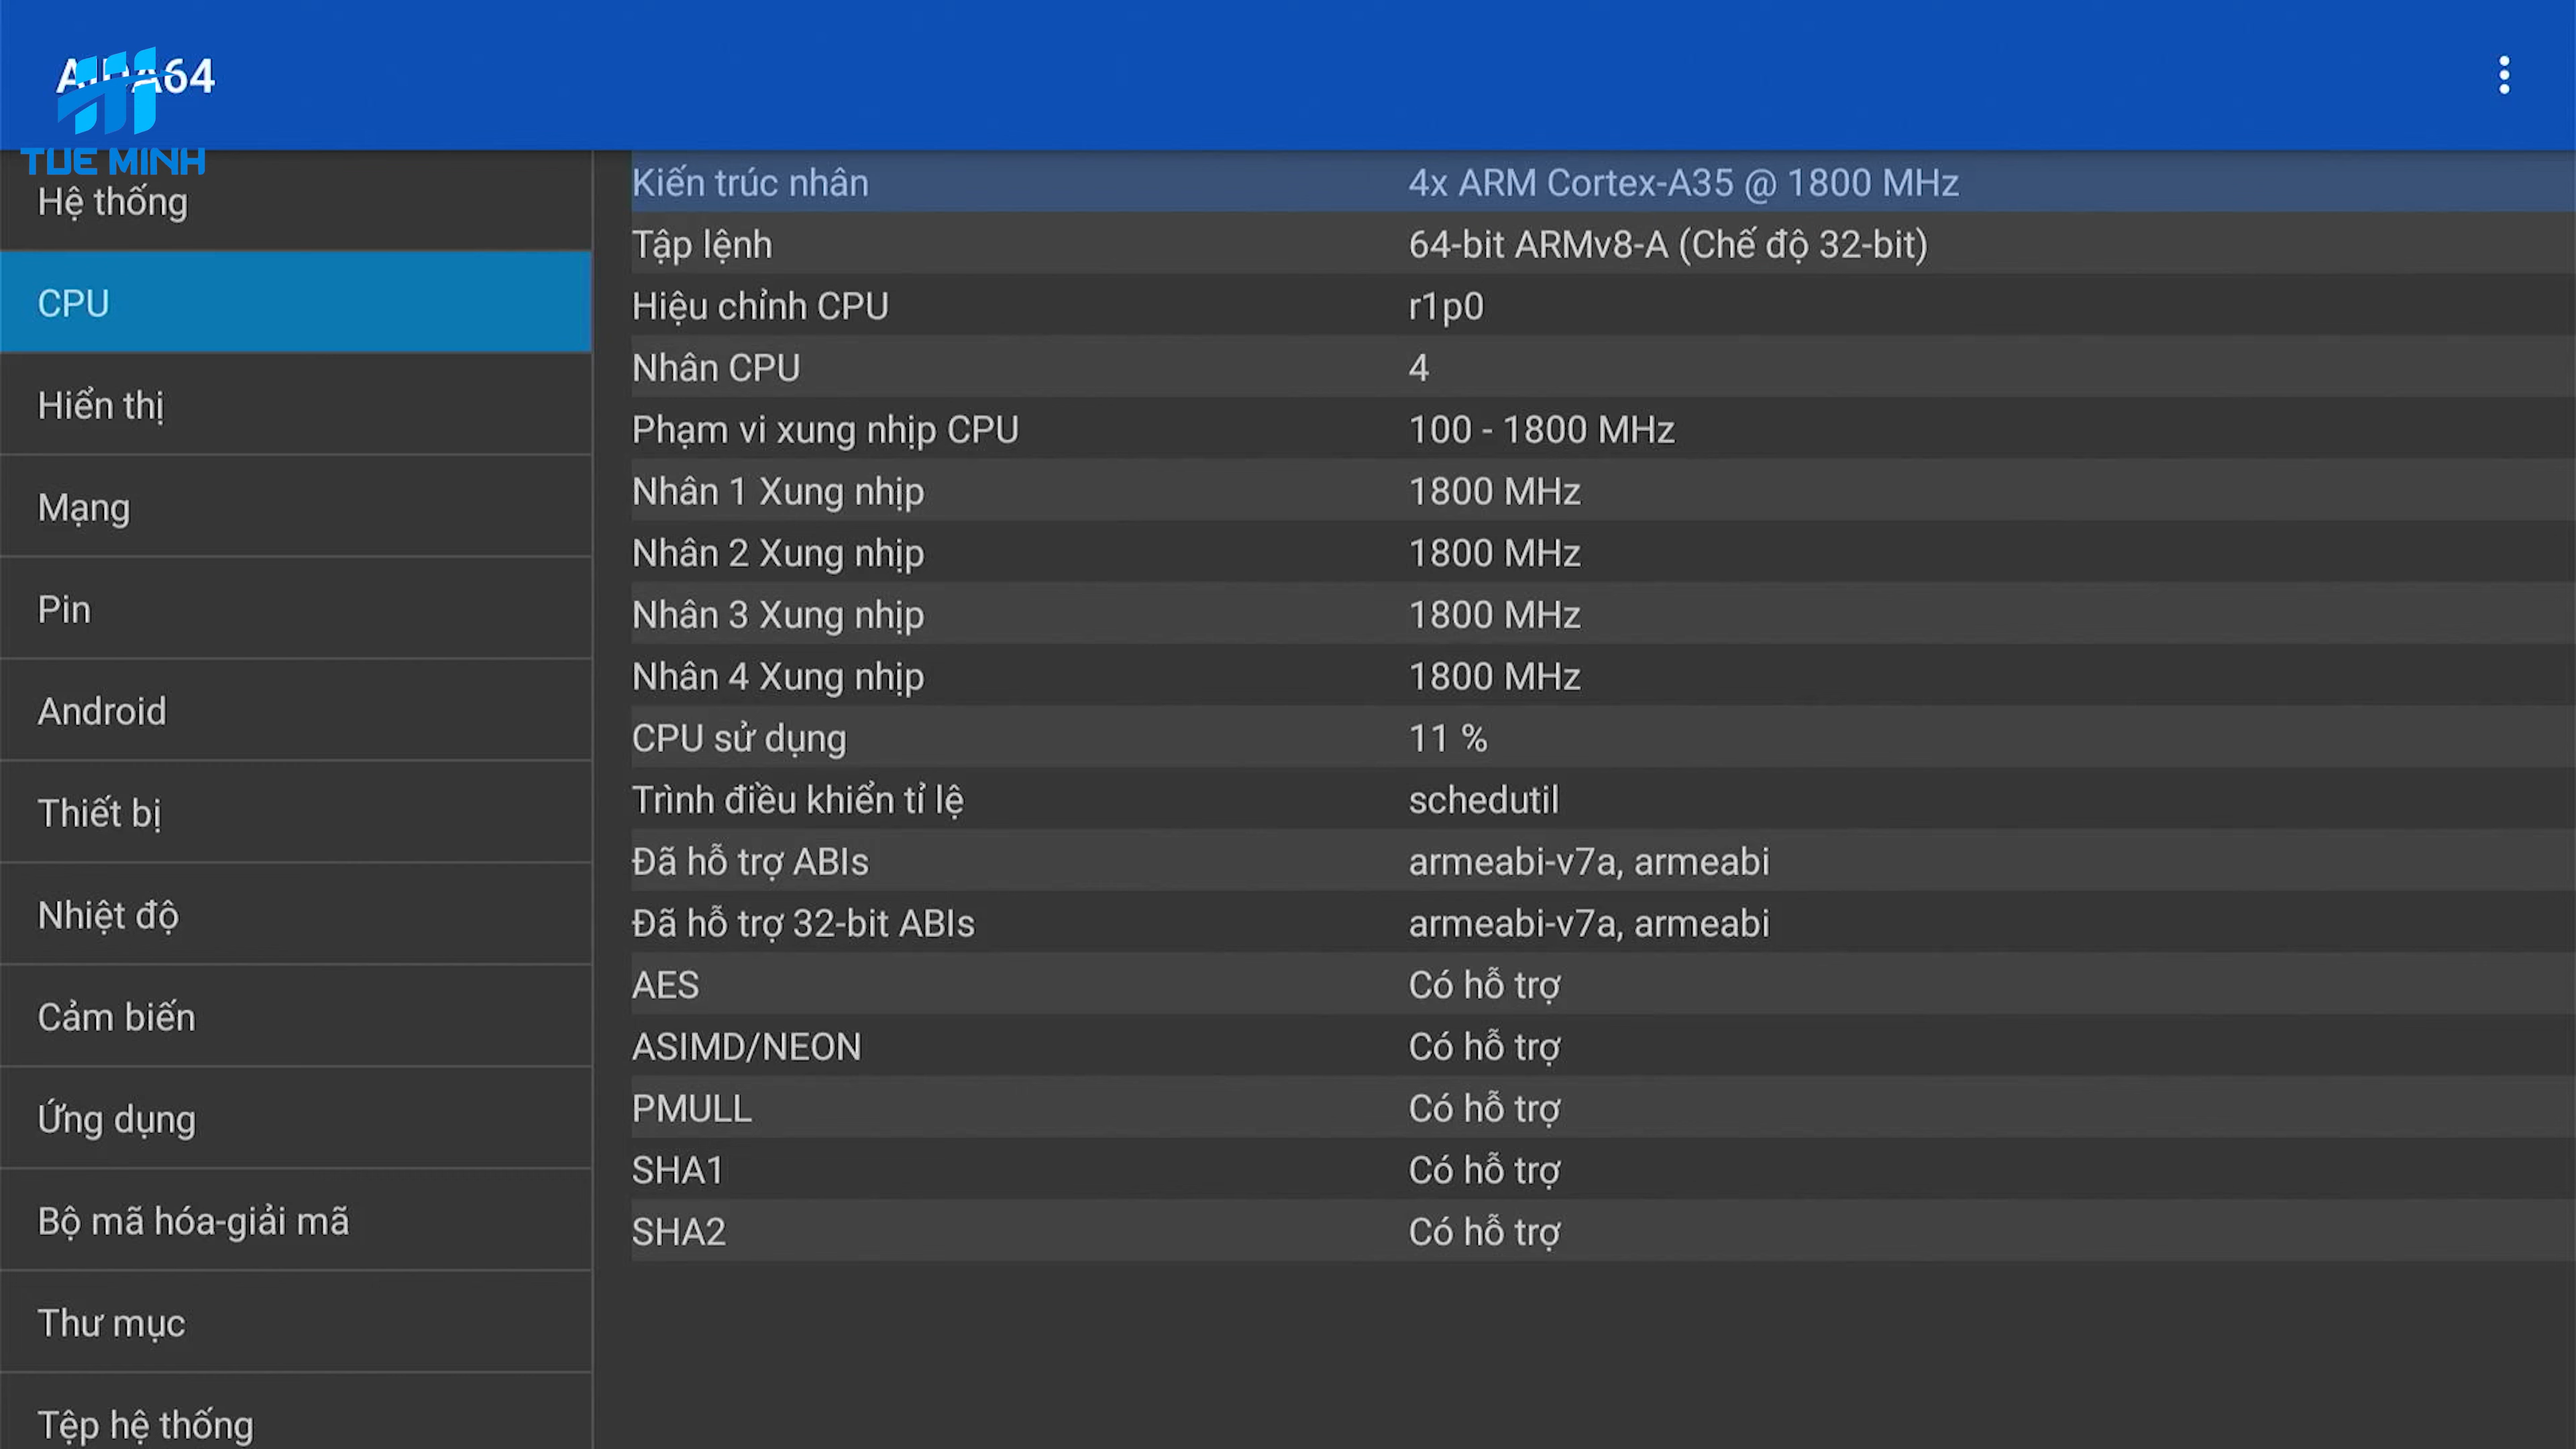 AIDA64
TUE MINH
Hệ thống
CPU
Hiển thị
Mạng
Pin
Android
Thiết bị
Nhiệt độ
Cảm biến
Ứng dụng
Bộ mã hóa-giải mã
Thư mục
Tệp hệ thống
Kiến trúc nhân 4x ARM Cortex-A35 @ 1800 MHz
Tập lệnh 64-bit ARMv8-A (Chế độ 32-bit)
Hiệu chỉnh CPU r1p0
Nhân CPU 4
Phạm vi xung nhịp CPU 100 - 1800 MHz
Nhân 1 Xung nhịp 1800 MHz
Nhân 2 Xung nhịp 1800 MHz
Nhân 3 Xung nhịp 1800 MHz
Nhân 4 Xung nhịp 1800 MHz
CPU sử dụng 11 %
Trình điều khiển tỉ lệ schedutil
Đã hỗ trợ ABIs armeabi-v7a, armeabi
Đã hỗ trợ 32-bit ABIs armeabi-v7a, armeabi
AES Có hỗ trợ
ASIMD/NEON Có hỗ trợ
PMULL Có hỗ trợ
SHA1 Có hỗ trợ
SHA2 Có hỗ trợ